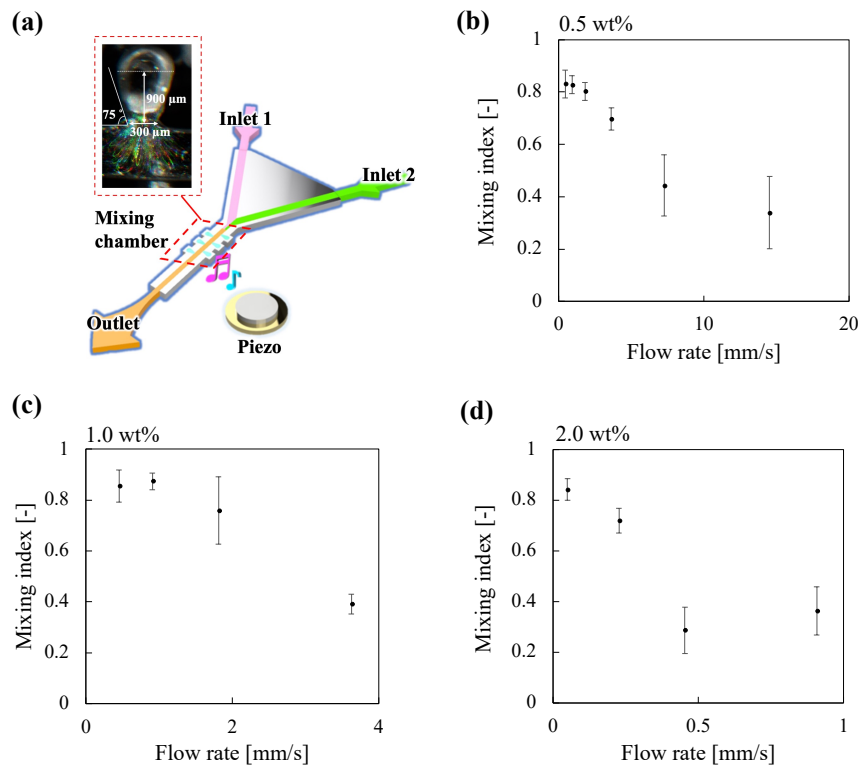 (a)
900 µm
75°
300 µm
Inlet 1
Inlet 2
Mixing
chamber
Outlet
Piezo
(b)
0.5 wt%
Mixing index [-]
1
0.8
0.6
0.4
0.2
0
0 10 20
Flow rate [mm/s]
(c)
1.0 wt%
Mixing index [-]
1
0.8
0.6
0.4
0.2
0
0 2 4
Flow rate [mm/s]
(d)
2.0 wt%
Mixing index [-]
1
0.8
0.6
0.4
0.2
0
0 0.5 1
Flow rate [mm/s]